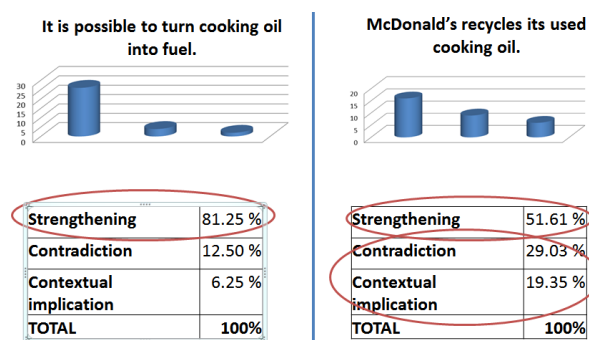 It is possible to turn cooking oil
into fuel.
30
25
20
15
10
5
0
Strengthening 81.25 %
Contradiction 12.50 %
Contextual 6.25 %
implication
TOTAL 100%
McDonald's recycles its used
cooking oil.
20
15
10
5
0
Strengthening 51.61 %
Contradiction 29.03 %
Contextual 19.35 %
implication
TOTAL 100%